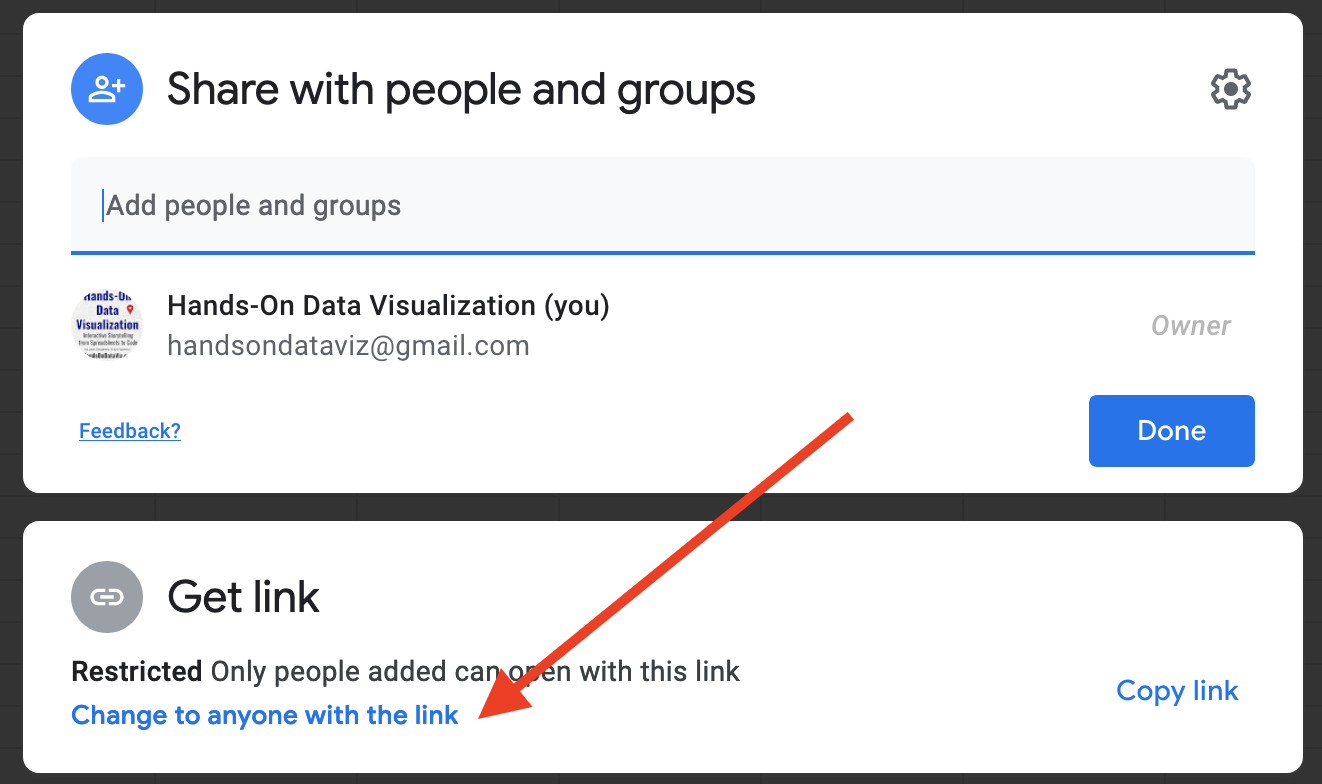 Share with people and groups
Add people and groups
Hands-On
Data
Visualization
Interactive Storytelling
from Spreadsheets to Code
Hands-On Data Visualization (you)
handsondataviz@gmail.com
Owner
Feedback?
Done
Get link
Restricted Only people added can open with this link
Change to anyone with the link
Copy link